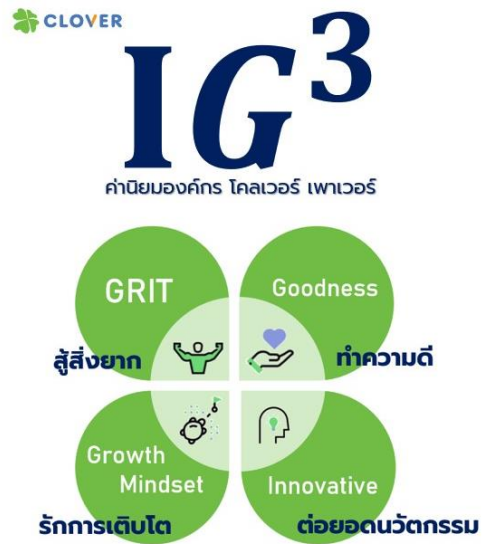 CLOVER
IG³
ค่านิยมองค์กร โคลเวอร์ เพาเวอร์
GRIT
สู้สิ่งยาก
Goodness
ทำความดี
Growth
Mindset
รักการเติบโต
Innovative
ต่อยอดนวัตกรรม